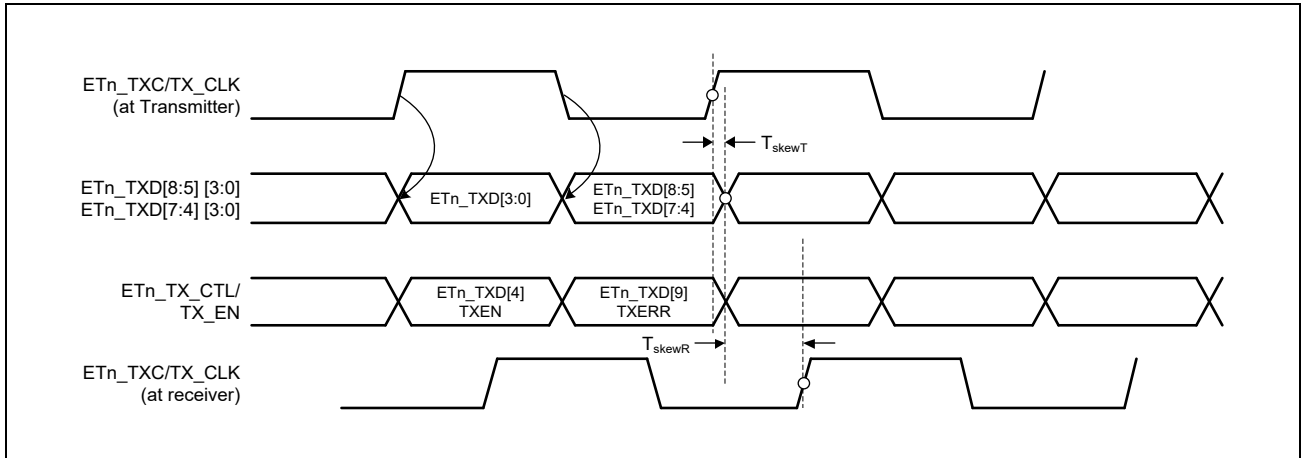 ETn_TXC/TX_CLK
(at Transmitter)
TskewT
ETn_TXD[8:5] [3:0]
ETn_TXD[7:4] [3:0]
ETn_TXD[3:0]
ETn_TXD[8:5]
ETn_TXD[7:4]
ETn_TX_CTL/
TX_EN
ETn_TXD[4]
TXEN
ETn_TXD[9]
TXERR
TskewR
ETn_TXC/TX_CLK
(at receiver)